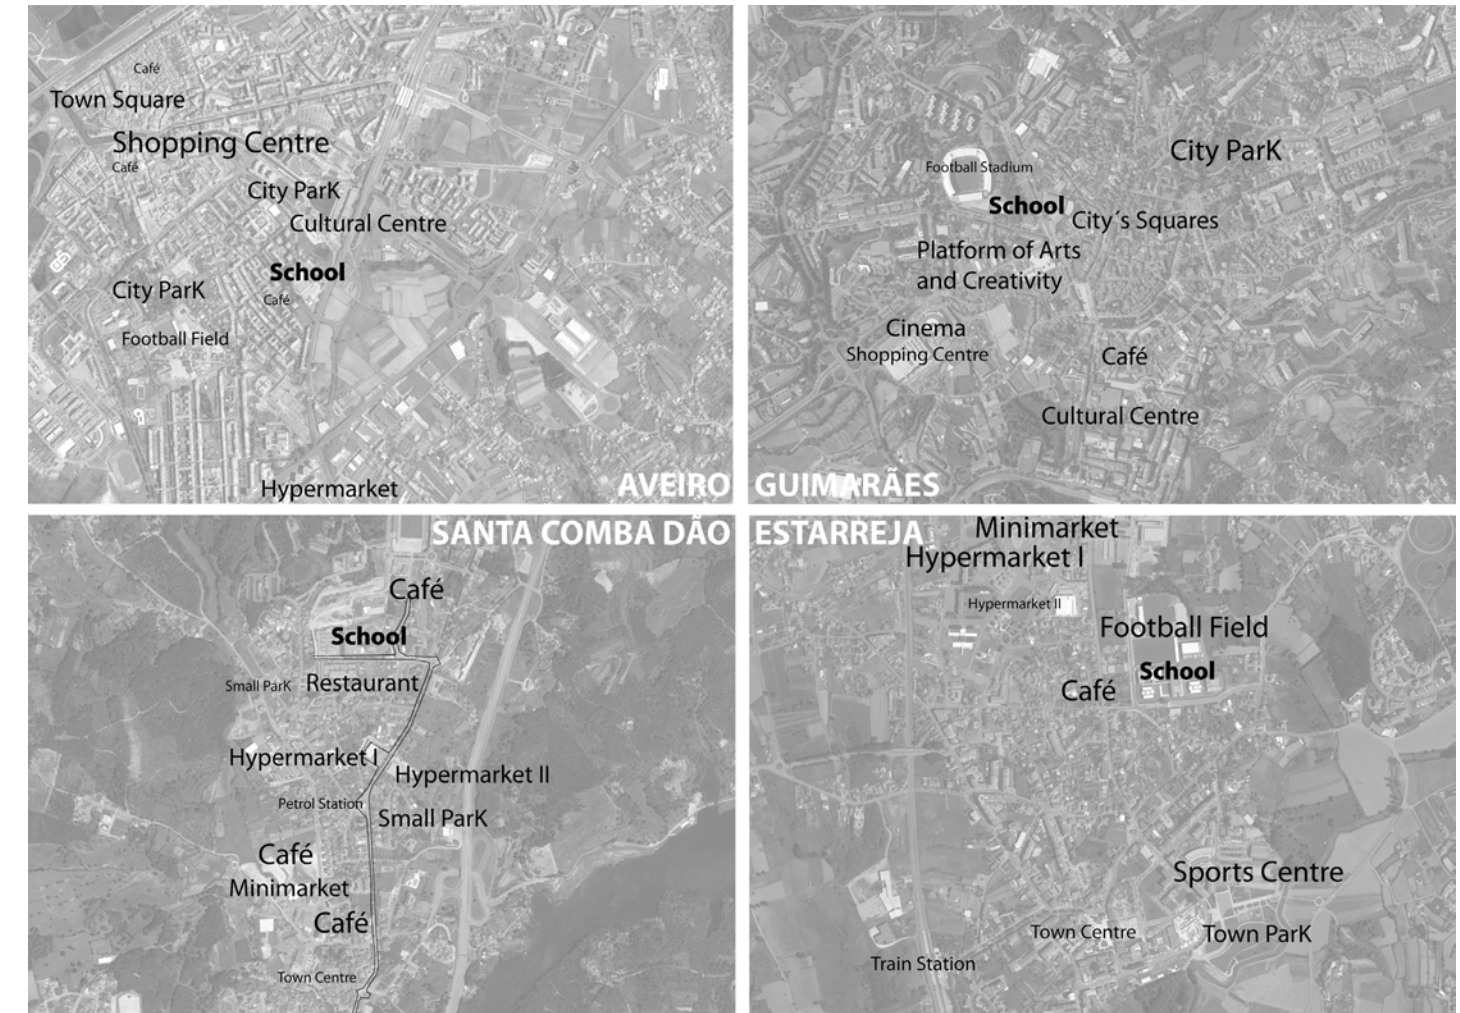 Café
Town Square
Shopping Centre
Café
City ParK
Cultural Centre
School
City ParK
Café
Football Field
Hypermarket
AVEIRO
City ParK
Football Stadium
School
City´s Squares
Platform of Arts
and Creativity
Cinema
Shopping Centre
Café
Cultural Centre
GUIMARÃES
SANTA COMBA DÃO
Café
School
Small ParK
Restaurant
Hypermarket I
Hypermarket II
Petrol Station
Small ParK
Café
Minimarket
Café
Town Centre
ESTARREJA
Minimarket
Hypermarket I
Hypermarket II
Football Field
School
Café
Sports Centre
Town Centre
Town ParK
Train Station